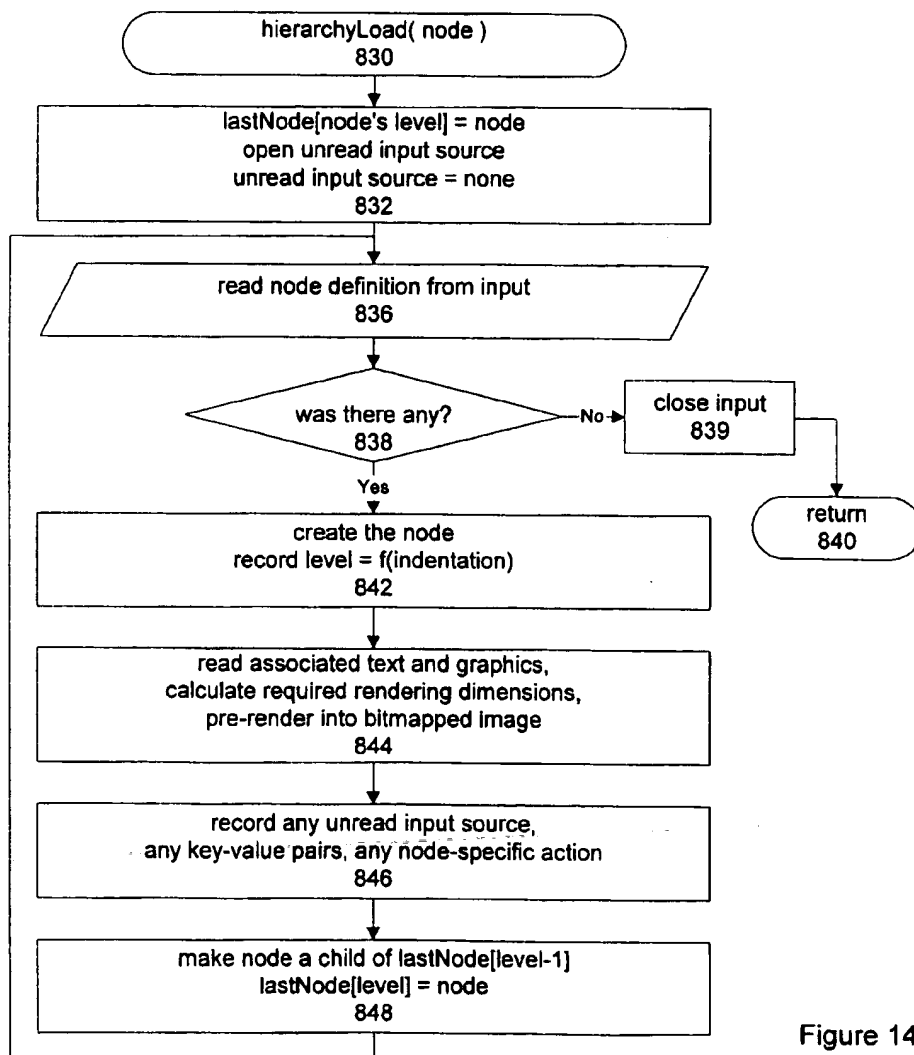 hierarchyLoad( node )
830
lastNode[node's level] = node
open unread input source
unread input source = none
832
read node definition from input
836
was there any?
838
No
close input
839
return
840
Yes
create the node
record level = f(indentation)
842
read associated text and graphics,
calculate required rendering dimensions,
pre-render into bitmapped image
844
record any unread input source,
any key-value pairs, any node-specific action
846
make node a child of lastNode[level-1]
lastNode[level] = node
848
Figure 14